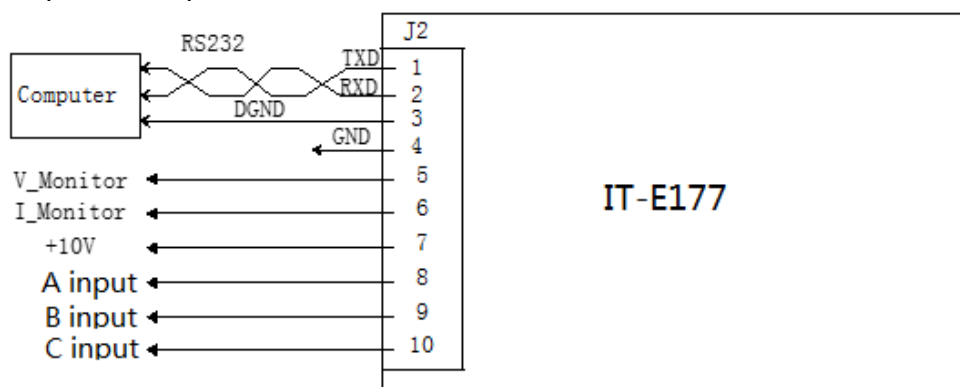 J2
RS232
TXD 1
Computer RXD 2
DGND 3
GND 4
V_Monitor 5
I_Monitor 6
IT-E177
+10V 7
A input 8
B input 9
C input 10